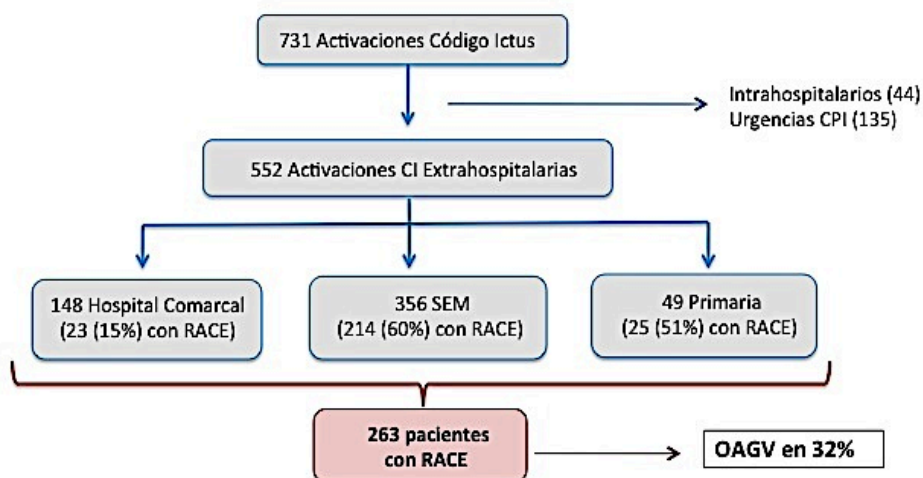 731 Activaciones Código Ictus
Intrahospitalarios (44)
Urgencias CPI (135)
552 Activaciones CI Extrahospitalarias
148 Hospital Comarcal
(23 (15%) con RACE)
356 SEM
(214 (60%) con RACE)
49 Primaria
(25 (51%) con RACE)
263 pacientes
con RACE
OAGV en 32%